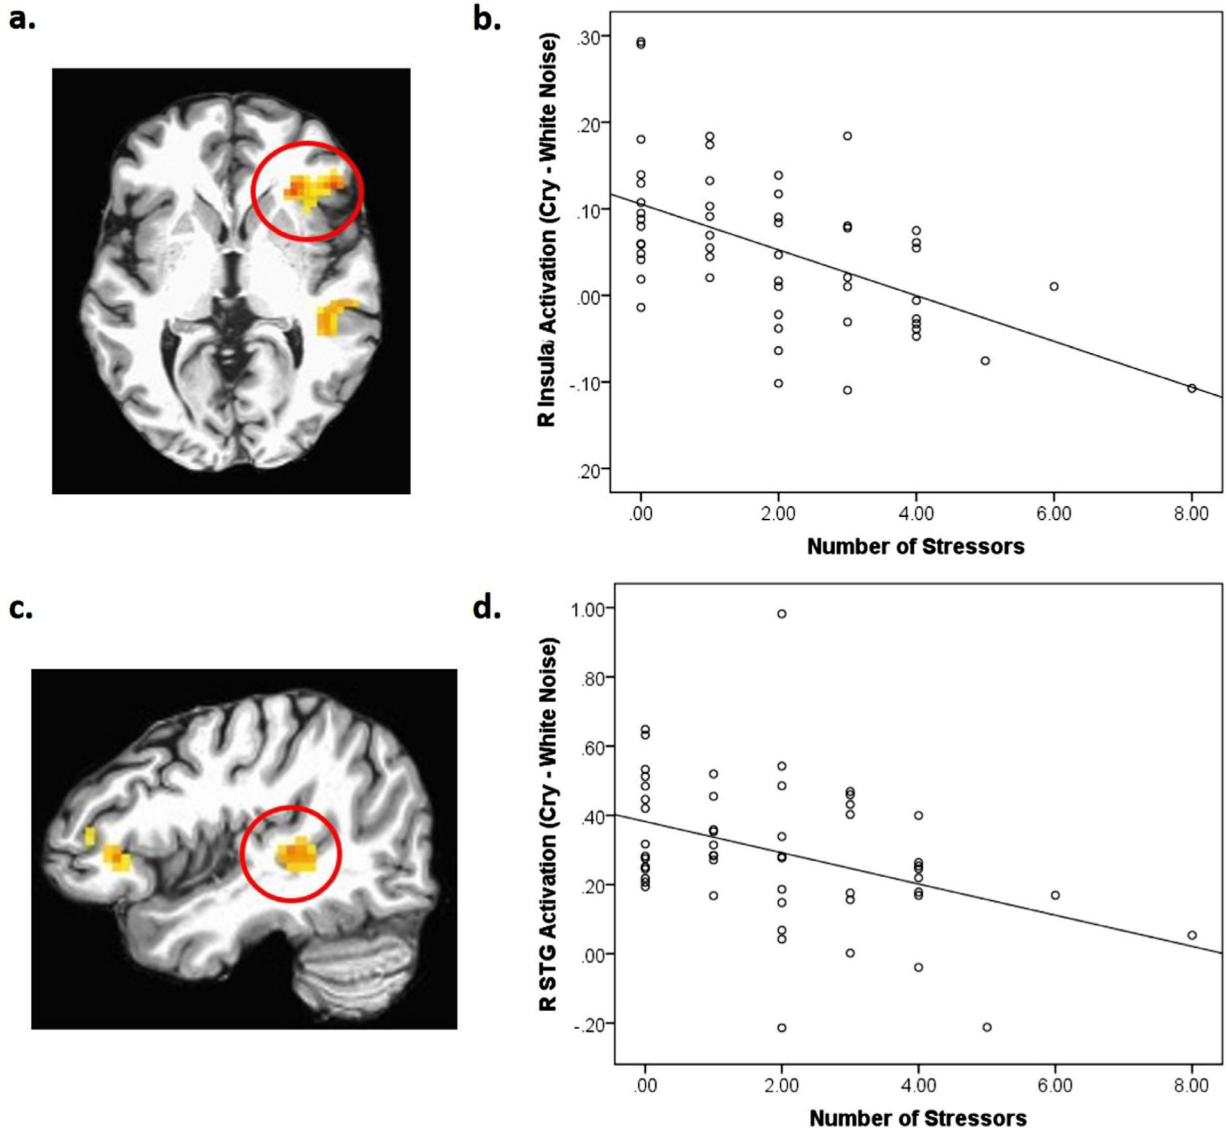 a.
b.
R Insula Activation (Cry - White Noise)
.30
.20
.10
.00
-.10
.20
.00 2.00 4.00 6.00 8.00
Number of Stressors
c.
d.
R STG Activation (Cry - White Noise)
1.00
.80
.60
.40
.20
.00
-.20
.00 2.00 4.00 6.00 8.00
Number of Stressors